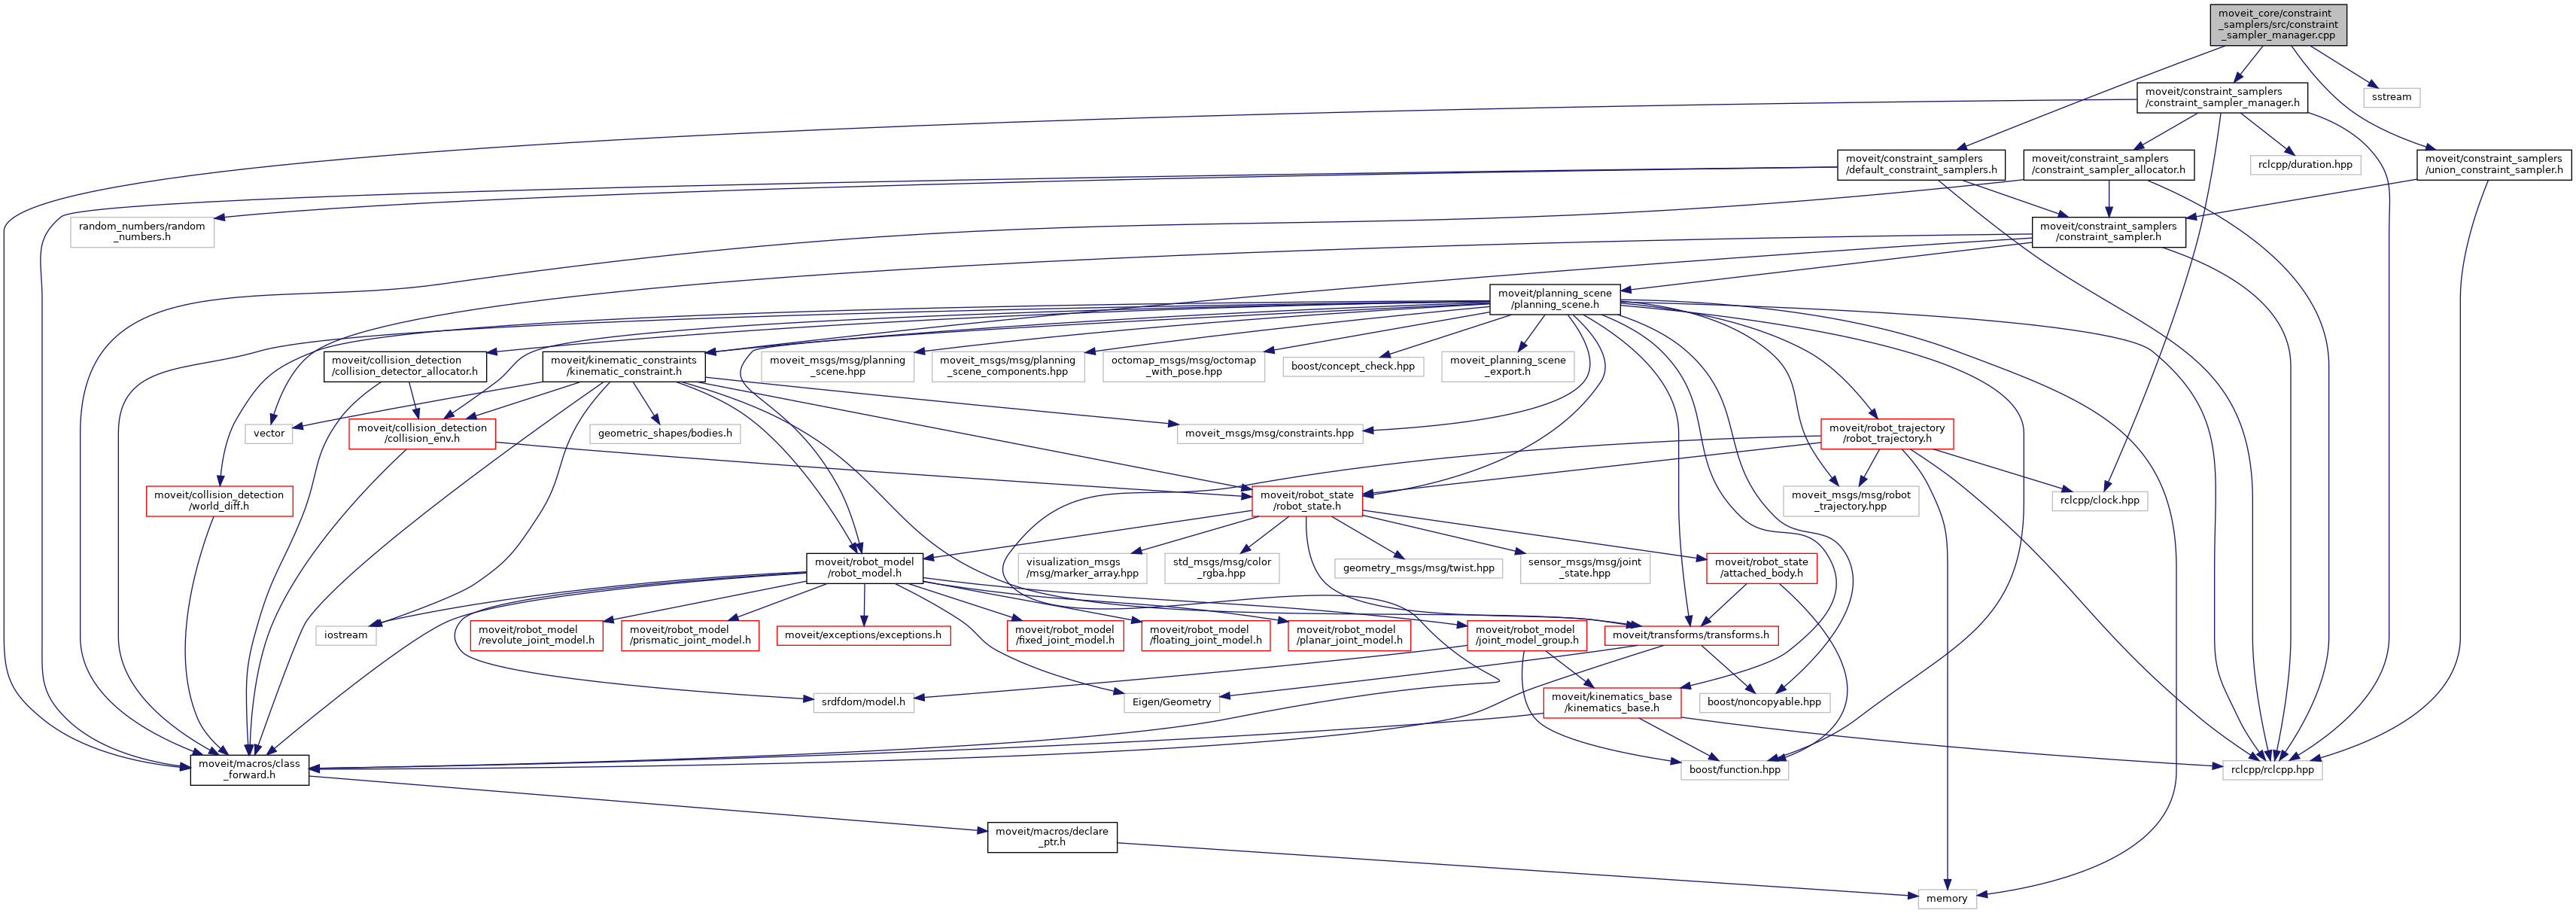 moveit_core/constraint
_samplers/src/constraint
_sampler_manager.cpp
moveit/constraint_samplers
/constraint_sampler_manager.h
sstream
moveit/constraint_samplers
/default_constraint_samplers.h
moveit/constraint_samplers
/constraint_sampler_allocator.h
rclcpp/duration.hpp
moveit/constraint_samplers
/union_constraint_sampler.h
random_numbers/random
_numbers.h
moveit/constraint_samplers
/constraint_sampler.h
moveit/planning_scene
/planning_scene.h
moveit/collision_detection
/collision_detector_allocator.h
moveit/kinematic_constraints
/kinematic_constraint.h
moveit_msgs/msg/planning
_scene.hpp
moveit_msgs/msg/planning
_scene_components.hpp
octomap_msgs/msg/octomap
_with_pose.hpp
boost/concept_check.hpp
moveit_planning_scene
_export.h
vector
moveit/collision_detection
/collision_env.h
geometric_shapes/bodies.h
moveit_msgs/msg/constraints.hpp
moveit/robot_trajectory
/robot_trajectory.h
moveit/collision_detection
/world_diff.h
moveit/robot_state
/robot_state.h
moveit_msgs/msg/robot
_trajectory.hpp
rclcpp/clock.hpp
moveit/robot_model
/robot_model.h
visualization_msgs
/msg/marker_array.hpp
std_msgs/msg/color
_rgba.hpp
geometry_msgs/msg/twist.hpp
sensor_msgs/msg/joint
_state.hpp
moveit/robot_state
/attached_body.h
iostream
moveit/robot_model
/revolute_joint_model.h
moveit/robot_model
/prismatic_joint_model.h
moveit/exceptions/exceptions.h
moveit/robot_model
/fixed_joint_model.h
moveit/robot_model
/floating_joint_model.h
moveit/robot_model
/planar_joint_model.h
moveit/robot_model
/joint_model_group.h
moveit/transforms/transforms.h
srdfdom/model.h
Eigen/Geometry
moveit/kinematics_base
/kinematics_base.h
boost/noncopyable.hpp
moveit/macros/class
_forward.h
boost/function.hpp
rclcpp/rclcpp.hpp
moveit/macros/declare
_ptr.h
memory